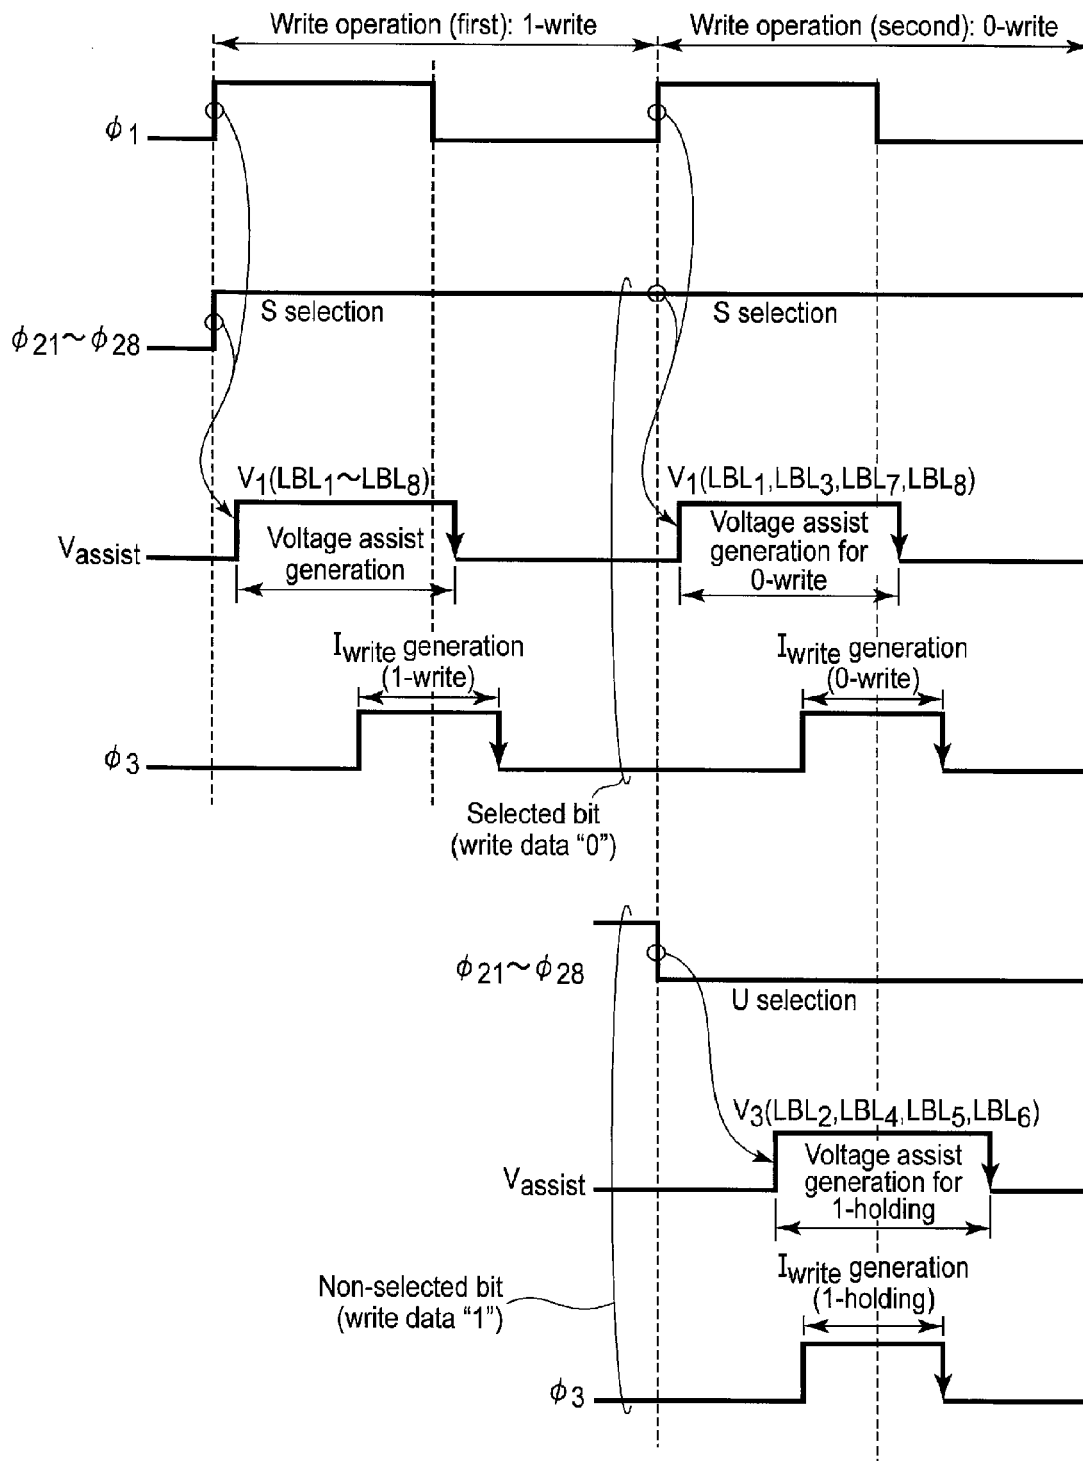 Write operation (first): 1-write
Write operation (second): 0-write
ϕ1
S selection
S selection
ϕ21~ϕ28
V1(LBL1~LBL8)
V1(LBL1,LBL3,LBL7,LBL8)
Vassist
Voltage assist
generation
Voltage assist
generation for
0-write
Iwrite generation
(1-write)
Iwrite generation
(0-write)
ϕ3
Selected bit
(write data “0”)
ϕ21~ϕ28
U selection
V3(LBL2,LBL4,LBL5,LBL6)
Vassist
Voltage assist
generation for
1-holding
Iwrite generation
(1-holding)
Non-selected bit
(write data “1”)
ϕ3